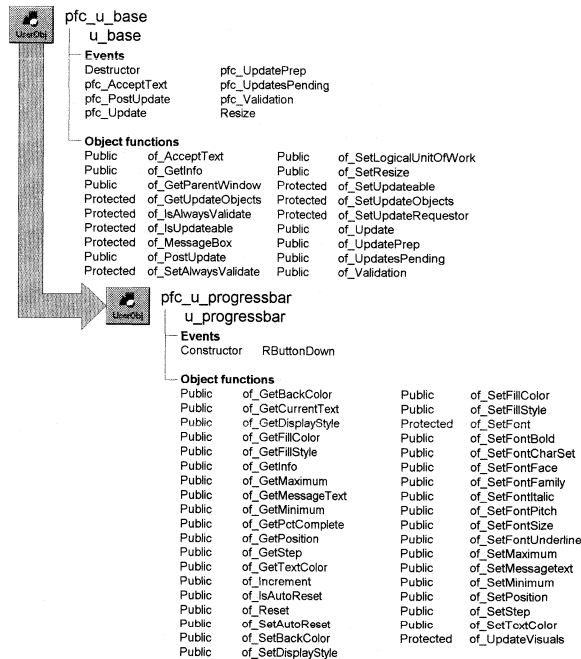 UserObj
pfc_u_base
u_base
Events
Destructor pfc_UpdatePrep
pfc_AcceptText pfc_UpdatesPending
pfc_PostUpdate pfc_Validation
pfc_Update Resize
Object functions
Public of_AcceptText Public of_SetLogicalUnitOfWork
Public of_GetInfo Public of_SetResize
Public of_GetParentWindow Protected of_SetUpdateable
Protected of_GetUpdateObjects Protected of_SetUpdateObjects
Protected of_IsAlwaysValidate Protected of_SetUpdateRequestor
Protected of_IsUpdateable Public of_Update
Protected of_MessageBox Public of_UpdatePrep
Public of_PostUpdate Public of_UpdatesPending
Protected of_SetAlwaysValidate Public of_Validation
UserObj
pfc_u_progressbar
u_progressbar
Events
Constructor RButtonDown
Object functions
Public of_GetBackColor Public of_SetFillColor
Public of_GetCurrentText Public of_SetFillStyle
Public of_GetDisplayStyle Protected of_SetFont
Public of_GetFillColor Public of_SetFontBold
Public of_GetFillStyle Public of_SetFontCharSet
Public of_GetInfo Public of_SetFontFace
Public of_GetMaximum Public of_SetFontFamily
Public of_GetMessageText Public of_SetFontItalic
Public of_GetMinimum Public of_SetFontPitch
Public of_GetPctComplete Public of_SetFontSize
Public of_GetPosition Public of_SetFontUnderline
Public of_GetStep Public of_SetMaximum
Public of_GetTextColor Public of_SetMessagetext
Public of_Increment Public of_SetMinimum
Public of_IsAutoReset Public of_SetPosition
Public of_Reset Public of_SetStep
Public of_SetAutoReset Public of_SetTextColor
Public of_SetBackColor Protected of_UpdateVisuals
Public of_SetDisplayStyle